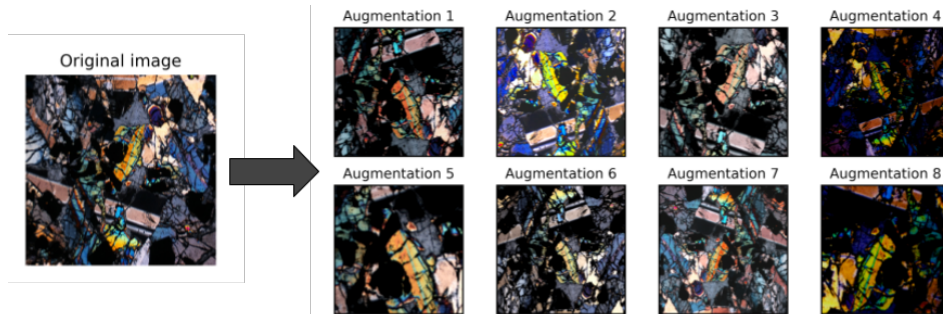 Original image
Augmentation 1
Augmentation 2
Augmentation 3
Augmentation 4
Augmentation 5
Augmentation 6
Augmentation 7
Augmentation 8